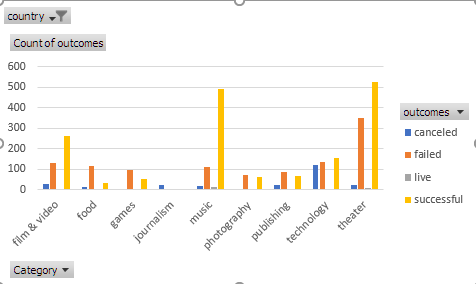 country
Count of outcomes
600
500
400
300
200
100
0
film & video
food
games
journalism
music
photography
publishing
technology
theater
outcomes
canceled
failed
live
successful
Category